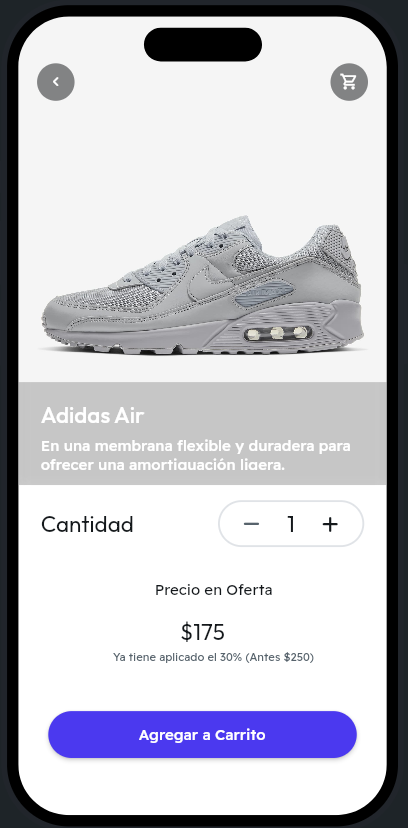 Adidas Air
En una membrana flexible y duradera para
ofrecer una amortiguación ligera.
Cantidad
− 1 +
Precio en Oferta
$175
Ya tiene aplicado el 30% (Antes $250)
Agregar a Carrito